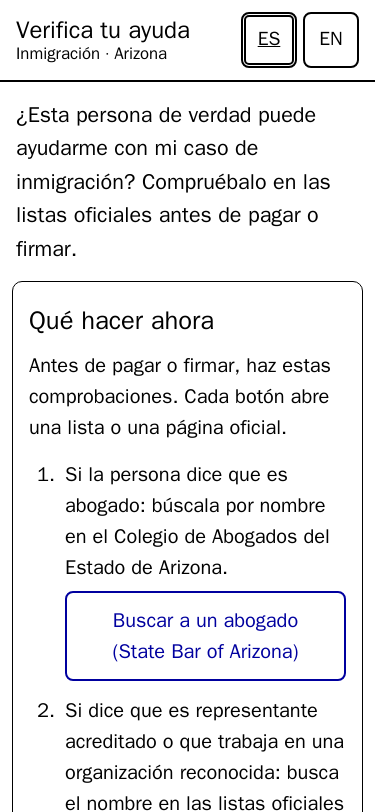 Verifica tu ayuda
Inmigración · Arizona
ES
EN
¿Esta persona de verdad puede
ayudarme con mi caso de
inmigración? Compruébalo en las
listas oficiales antes de pagar o
firmar.
Qué hacer ahora
Antes de pagar o firmar, haz estas
comprobaciones. Cada botón abre
una lista o una página oficial.
1. Si la persona dice que es
abogado: búscala por nombre
en el Colegio de Abogados del
Estado de Arizona.
Buscar a un abogado
(State Bar of Arizona)
2. Si dice que es representante
acreditado o que trabaja en una
organización reconocida: busca
el nombre en las listas oficiales